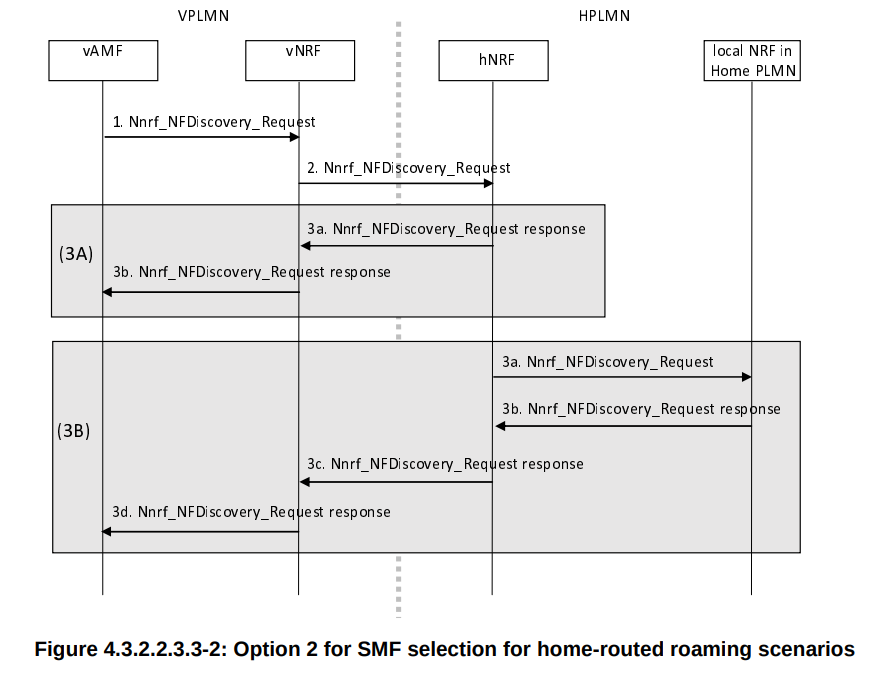 VPLMN
HPLMN
vAMF
vNRF
hNRF
local NRF in
Home PLMN
1. Nnrf_NFDiscovery_Request
2. Nnrf_NFDiscovery_Request
(3A)
3a. Nnrf_NFDiscovery_Request response
3b. Nnrf_NFDiscovery_Request response
(3B)
3a. Nnrf_NFDiscovery_Request
3b. Nnrf_NFDiscovery_Request response
3c. Nnrf_NFDiscovery_Request response
3d. Nnrf_NFDiscovery_Request response
Figure 4.3.2.2.3.3-2: Option 2 for SMF selection for home-routed roaming scenarios